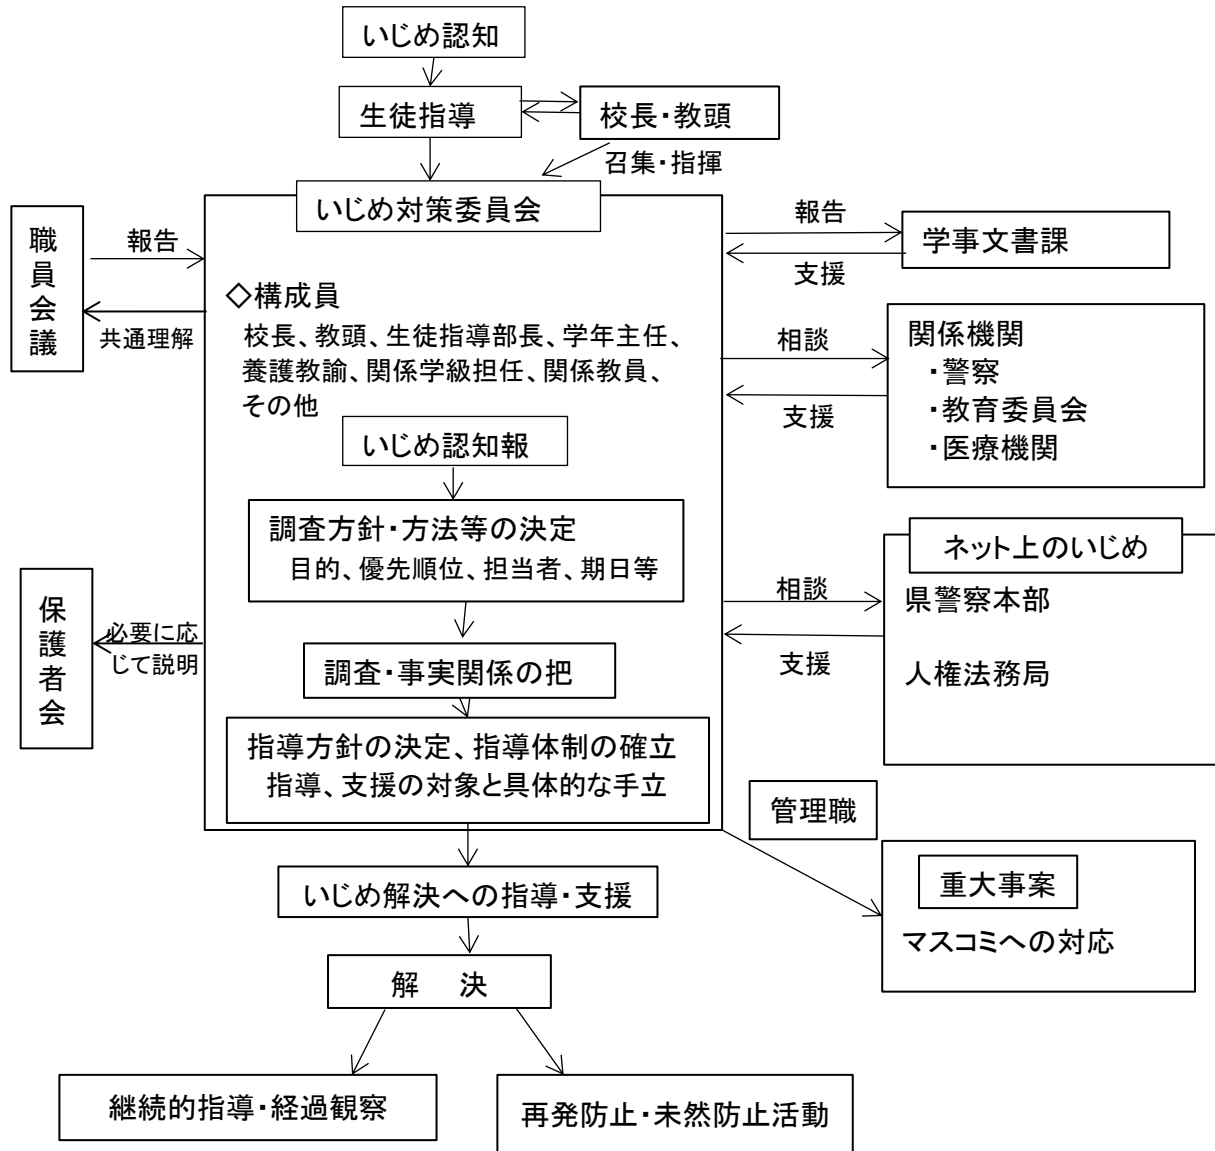 いじめ認知
生徒指導
校長・教頭
召集・指揮
いじめ対策委員会
職員会議
報告
共通理解
報告
支援
学事文書課
◇構成員
校長、教頭、生徒指導部長、学年主任、
養護教諭、関係学級担任、関係教員、
その他
相談
支援
関係機関
・警察
・教育委員会
・医療機関
いじめ認知報
調査方針・方法等の決定
目的、優先順位、担当者、期日等
ネット上のいじめ
県警察本部
人権法務局
相談
支援
保護者会
必要に応
じて説明
調査・事実関係の把
指導方針の決定、指導体制の確立
指導、支援の対象と具体的な手立
管理職
重大事案
マスコミへの対応
いじめ解決への指導・支援
解　決
継続的指導・経過観察
再発防止・未然防止活動